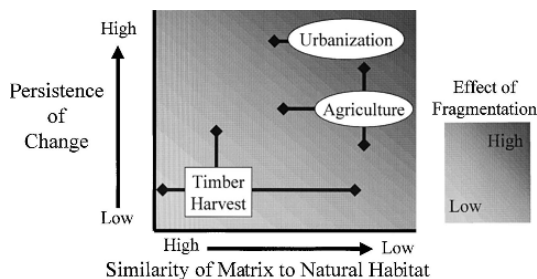 High
Persistence
of
Change
Low
Urbanization
Agriculture
Timber
Harvest
Effect of
Fragmentation
High
Low
High
Low
Similarity of Matrix to Natural Habitat